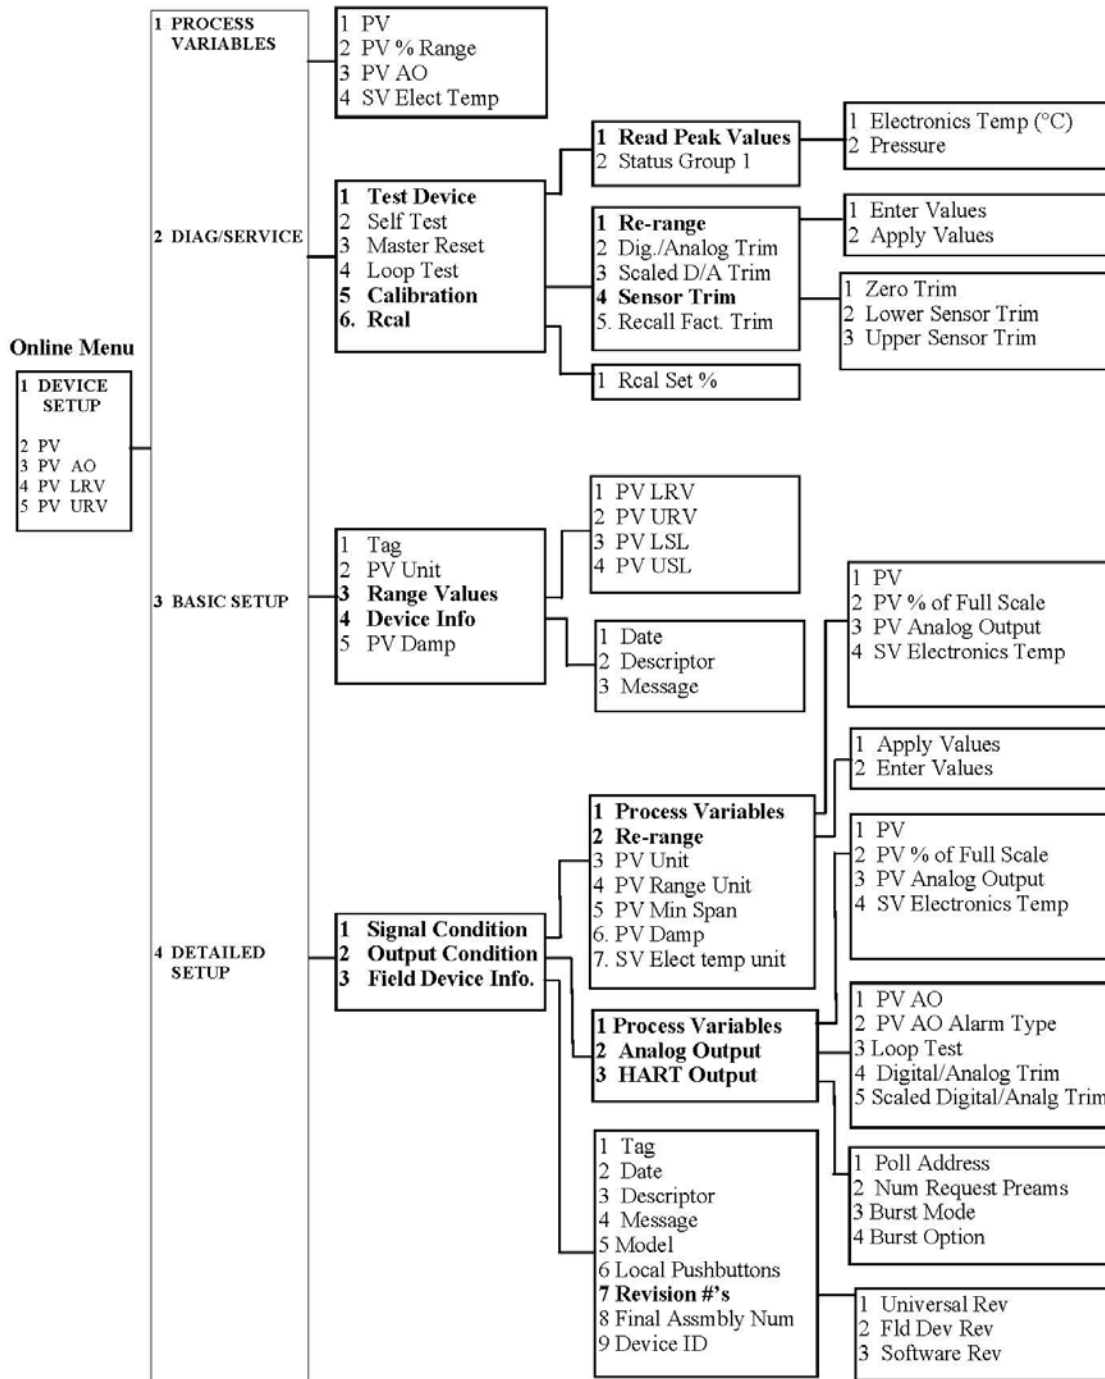 Online Menu
1 DEVICE
SETUP
2 PV
3 PV AO
4 PV LRV
5 PV URV
1 PROCESS
VARIABLES
2 DIAG/SERVICE
3 BASIC SETUP
4 DETAILED
SETUP
1 PV
2 PV % Range
3 PV AO
4 SV Elect Temp
1 Test Device
2 Self Test
3 Master Reset
4 Loop Test
5 Calibration
6. Rcal
1 Read Peak Values
2 Status Group 1
1 Electronics Temp (°C)
2 Pressure
1 Re-range
2 Dig./Analog Trim
3 Scaled D/A Trim
4 Sensor Trim
5. Recall Fact. Trim
1 Enter Values
2 Apply Values
1 Zero Trim
2 Lower Sensor Trim
3 Upper Sensor Trim
1 Rcal Set %
1 Tag
2 PV Unit
3 Range Values
4 Device Info
5 PV Damp
1 PV LRV
2 PV URV
3 PV LSL
4 PV USL
1 Date
2 Descriptor
3 Message
1 Signal Condition
2 Output Condition
3 Field Device Info.
1 Process Variables
2 Re-range
3 PV Unit
4 PV Range Unit
5 PV Min Span
6. PV Damp
7. SV Elect temp unit
1 PV
2 PV % of Full Scale
3 PV Analog Output
4 SV Electronics Temp
1 Apply Values
2 Enter Values
1 Process Variables
2 Analog Output
3 HART Output
1 PV
2 PV % of Full Scale
3 PV Analog Output
4 SV Electronics Temp
1 PV AO
2 PV AO Alarm Type
3 Loop Test
4 Digital/Analog Trim
5 Scaled Digital/Analg Trim
1 Poll Address
2 Num Request Preams
3 Burst Mode
4 Burst Option
1 Tag
2 Date
3 Descriptor
4 Message
5 Model
6 Local Pushbuttons
7 Revision #'s
8 Final Assmbly Num
9 Device ID
1 Universal Rev
2 Fld Dev Rev
3 Software Rev